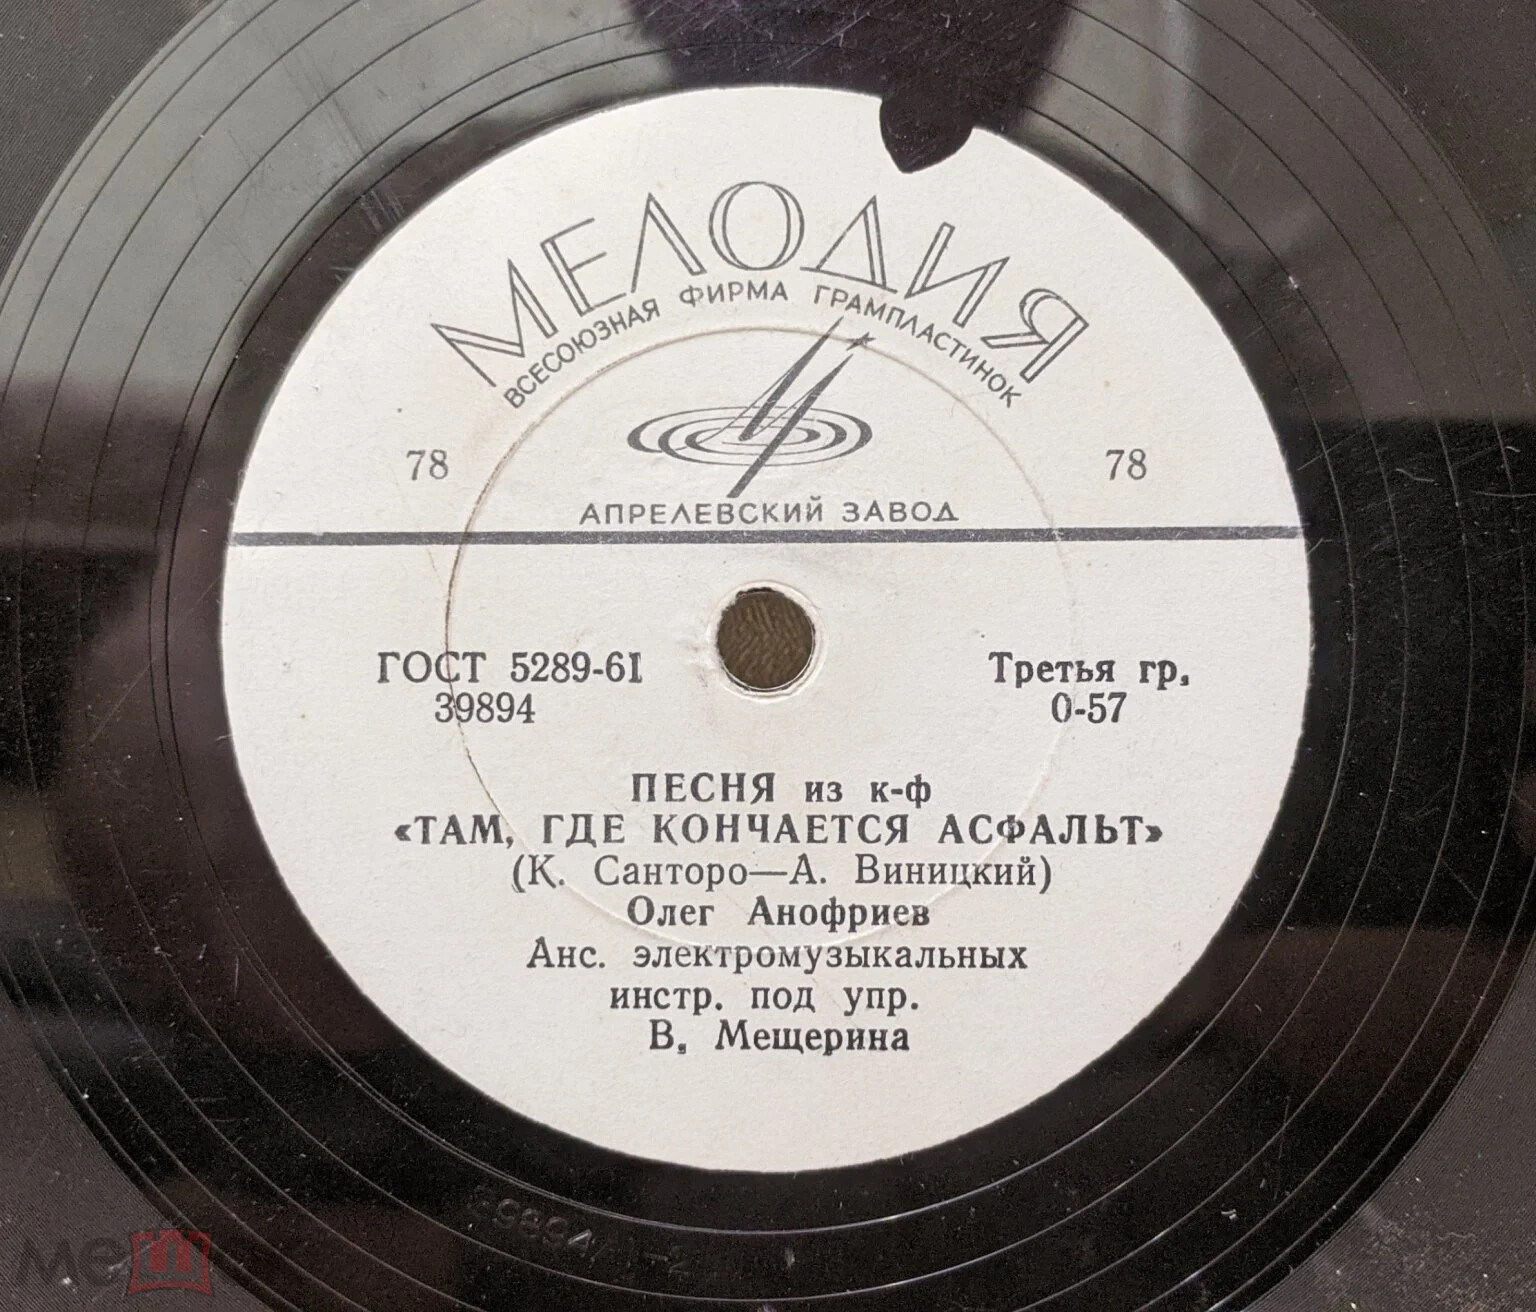 МЕЛОДИЯ
ВСЕСОЮЗНАЯ ФИРМА ГРАМПЛАСТИНОК
78 78
АПРЕЛЕВСКИЙ ЗАВОД
ГОСТ 5289-61 Третья гр.
39894 0-57
ПЕСНЯ из к-ф
«ТАМ, ГДЕ КОНЧАЕТСЯ АСФАЛЬТ»
(К. Санторо—А. Виницкий)
Олег Анофриев
Анс. электромузыкальных
инстр. под упр.
В. Мещерина